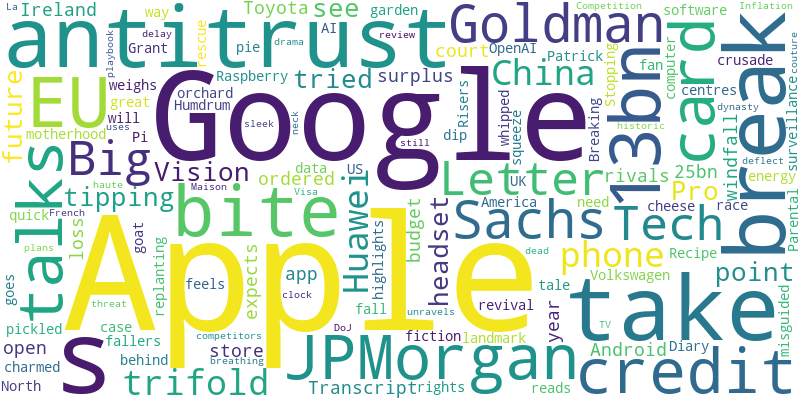 La
Ireland
way
Toyota
see
garden
Goldman
Competition
software
Inflation
antitrust
Grant
pie
rescue
AI
playbook
delay
drama
review
OpenAI
court
Patrick
Stopping
fan
computer
crusade
break
couture
future
EU
weighs
great
Raspberry
orchard
Humdrum
tried
surplus
China
Risers
dip
whipped
squeeze
Breaking
13bn
card
centres
dynasty
surveillance
motherhood
will
Pi
uses
sleek
neck
Google
still
historic
deflect
Big
Vision
data
ordered
US
UK
Letter
rivals
25bn
cheese
race
Pro
windfall
energy
Parental
talks
tipping
haute
Maison
French
Visa
quick
plans
bite
Huawei
budget
headset
America
Sachs
need
Tech
Recipe
loss
goat
replanting
expects
app
highlights
phone
dead
tale
Volkswagen
point
misguided
goes
Apple
threat
feels
clock
unravels
revival
year
TV
take
pickled
case
fallers
competitors
store
DoJ
fall
fiction
landmark
Android
Diary
open
behind
breathing
JPMorgan
credit
charmed
North
s
trifold
Transcript
rights
reads